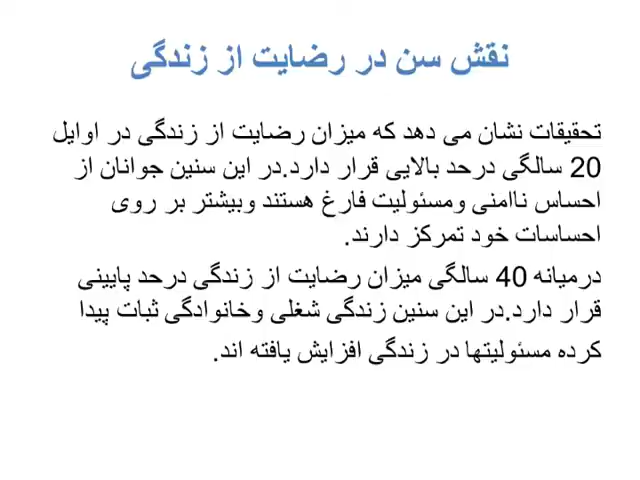 نقش سن در رضایت از زندگی
تحقیقات نشان می دهد که میزان رضایت از زندگی در اوایل
20 سالگی درحد بالایی قرار دارد.در این سنین جوانان از
احساس ناامنی ومسئولیت فارغ هستند وبیشتر بر روی
احساسات خود تمرکز دارند.
درمیانه 40 سالگی میزان رضایت از زندگی درحد پایینی
قرار دارد.در این سنین زندگی شغلی وخانوادگی ثبات پیدا
کرده مسئولیتها در زندگی افزایش یافته اند.